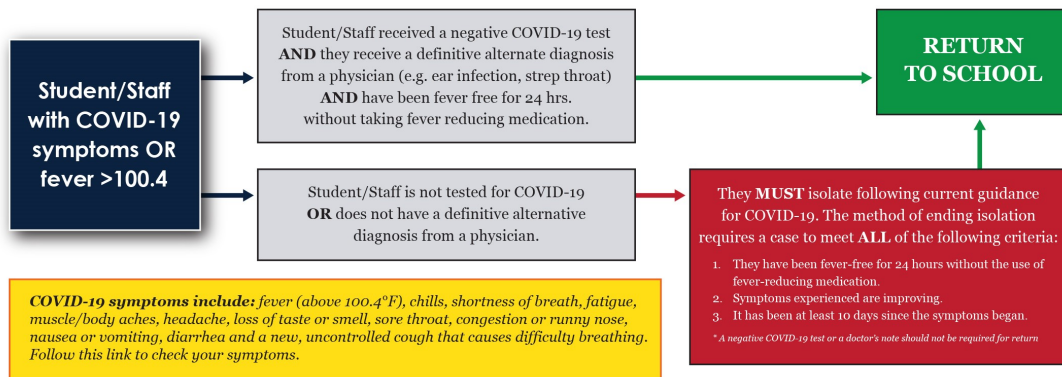 Student/Staff
with COVID-19
symptoms OR
fever >100.4
Student/Staff received a negative COVID-19 test
AND they receive a definitive alternate diagnosis
from a physician (e.g. ear infection, strep throat)
AND have been fever free for 24 hrs.
without taking fever reducing medication.
RETURN
TO SCHOOL
Student/Staff is not tested for COVID-19
OR does not have a definitive alternative
diagnosis from a physician.
They MUST isolate following current guidance
for COVID-19. The method of ending isolation
requires a case to meet ALL of the following criteria:
1. They have been fever-free for 24 hours without the use of
fever-reducing medication.
2. Symptoms experienced are improving.
3. It has been at least 10 days since the symptoms began.
* A negative COVID-19 test or a doctor's note should not be required for return
COVID-19 symptoms include: fever (above 100.4°F), chills, shortness of breath, fatigue,
muscle/body aches, headache, loss of taste or smell, sore throat, congestion or runny nose,
nausea or vomiting, diarrhea and a new, uncontrolled cough that causes difficulty breathing.
Follow this link to check your symptoms.